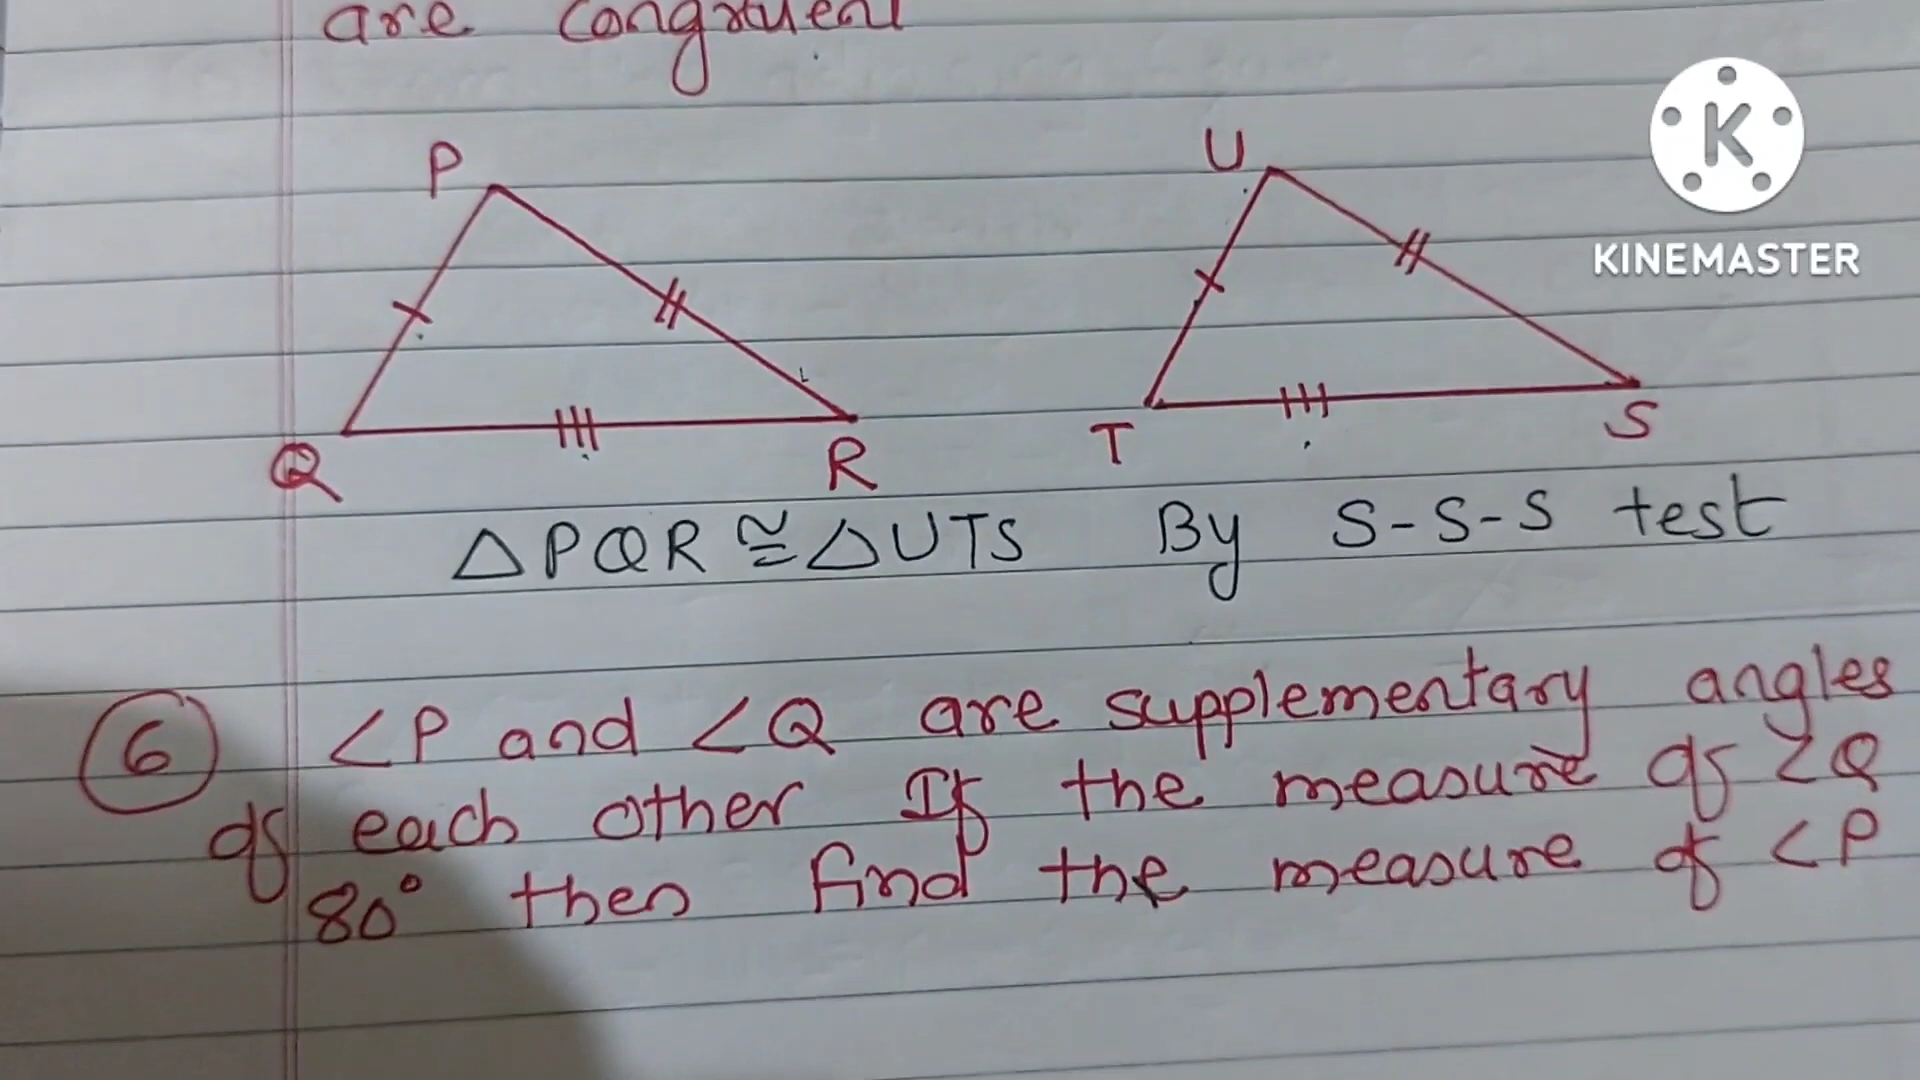 are congruent
P
U
K
KINEMASTER
Q
R
T
S
△PQR ≅ △UTS By S-S-S test
6 ∠P and ∠Q are supplementary angles
of each other If the measure of ∠Q
80° then find the measure of ∠P